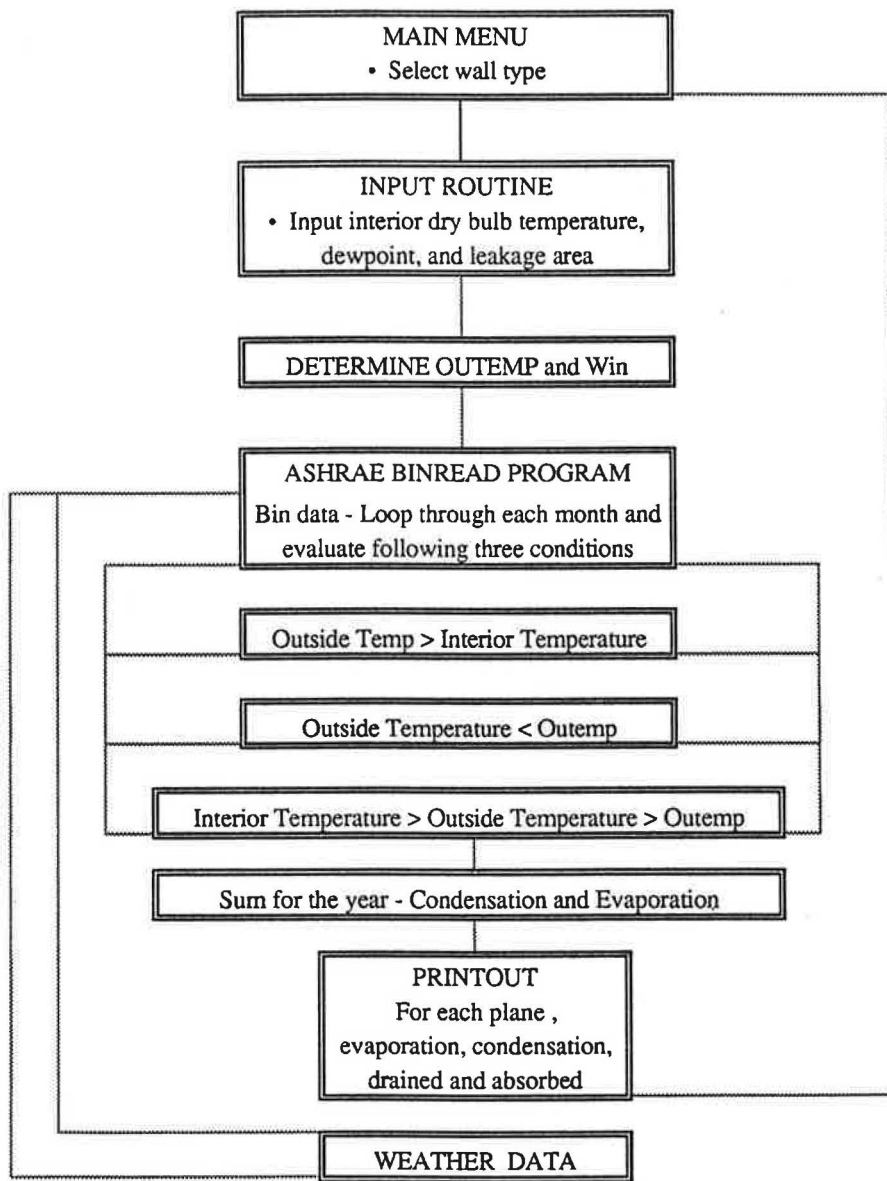 MAIN MENU
• Select wall type
INPUT ROUTINE
• Input interior dry bulb temperature,
dewpoint, and leakage area
DETERMINE OUTEMP and Win
ASHRAE BINREAD PROGRAM
Bin data - Loop through each month and
evaluate following three conditions
Outside Temp > Interior Temperature
Outside Temperature < Outemp
Interior Temperature > Outside Temperature > Outemp
Sum for the year - Condensation and Evaporation
PRINTOUT
For each plane ,
evaporation, condensation,
drained and absorbed
WEATHER DATA